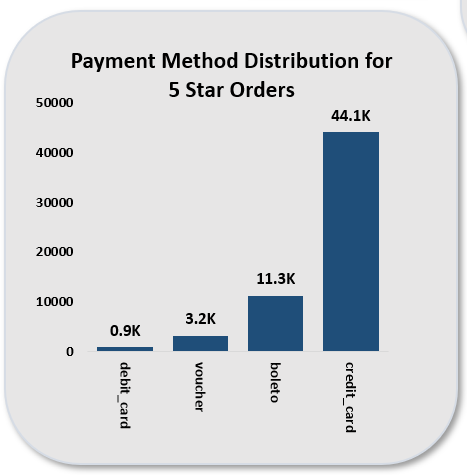 Payment Method Distribution for
5 Star Orders
50000
40000
30000
20000
10000
0
0.9K
3.2K
11.3K
44.1K
debit_card
voucher
boleto
credit_card